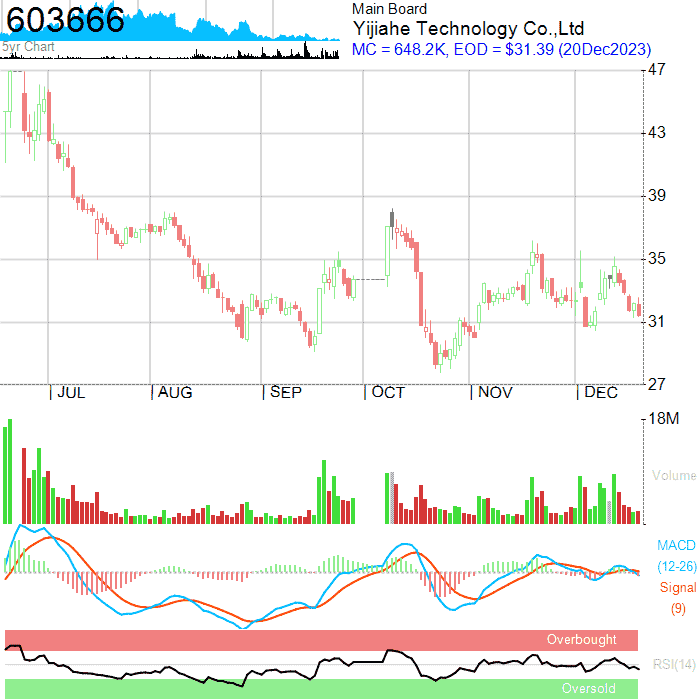 603666
5yr Chart
Main Board
Yijiahe Technology Co.,Ltd
MC = 648.2K, EOD = $31.39 (20Dec2023)
47
43
39
35
31
27
JUL
AUG
SEP
OCT
NOV
DEC
18M
Volume
MACD
(12-26)
Signal
(9)
Overbought
RSI(14)
Oversold